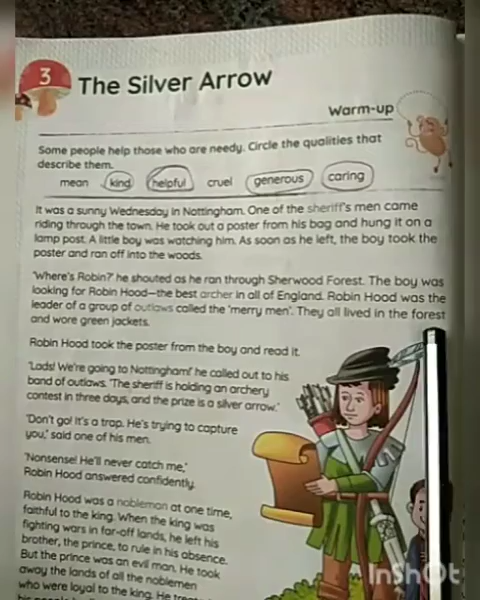 3
The Silver Arrow
Warm-up
Some people help those who are needy. Circle the qualities that
describe them.
mean kind helpful cruel generous caring
It was a sunny Wednesday in Nottingham. One of the sheriff's men came
riding through the town. He took out a poster from his bag and hung it on a
lamp post. A little boy was watching him. As soon as he left, the boy took the
poster and ran off into the woods.
'Where's Robin?' he shouted as he ran through Sherwood Forest. The boy was
looking for Robin Hood—the best archer in all of England. Robin Hood was the
leader of a group of outlaws called the 'merry men'. They all lived in the forest
and wore green jackets.
Robin Hood took the poster from the boy and read it.
'Lads! We're going to Nottingham!' he called out to his
band of outlaws. 'The sheriff is holding an archery
contest in three days, and the prize is a silver arrow.'
'Don't go! It's a trap. He's trying to capture
you,' said one of his men.
'Nonsense! He'll never catch me,'
Robin Hood answered confidently.
Robin Hood was a nobleman at one time,
faithful to the king. When the king was
fighting wars in far-off lands, he left his
brother, the prince, to rule in his absence.
But the prince was an evil man. He took
away the lands of all the noblemen
who were loyal to the king. He
InShOt